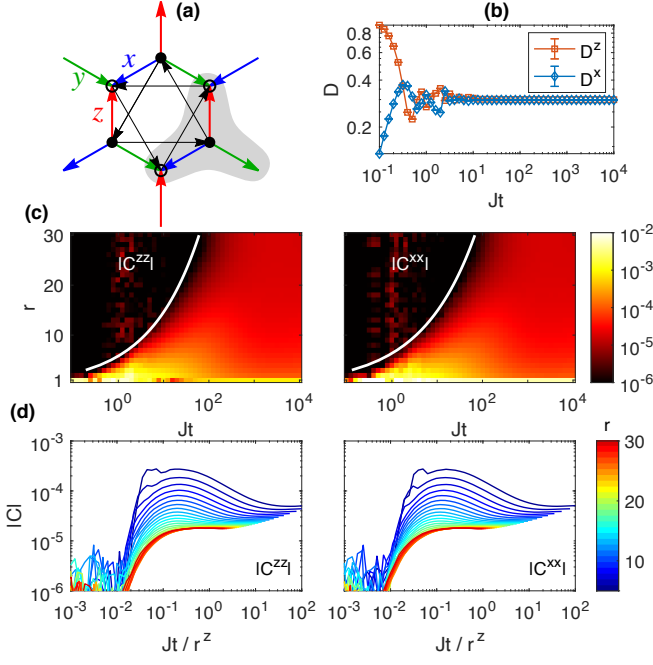 (a)
x
y
z
(b)
D
0.8
0.4
0.2
D^z
D^x
10^-1 10^0 10^1 10^2 10^3 10^4
Jt
(c)
r
30
20
10
1
|C^zz|
10^0 10^2 10^4
Jt
|C^xx|
10^0 10^2 10^4
Jt
10^-2
10^-3
10^-4
10^-5
10^-6
(d)
|C|
10^-3
10^-4
10^-5
10^-6
|C^zz|
10^-3 10^-2 10^-1 10^0 10^1 10^2
Jt / r^z
|C^xx|
10^-3 10^-2 10^-1 10^0 10^1 10^2
Jt / r^z
r
30
20
10